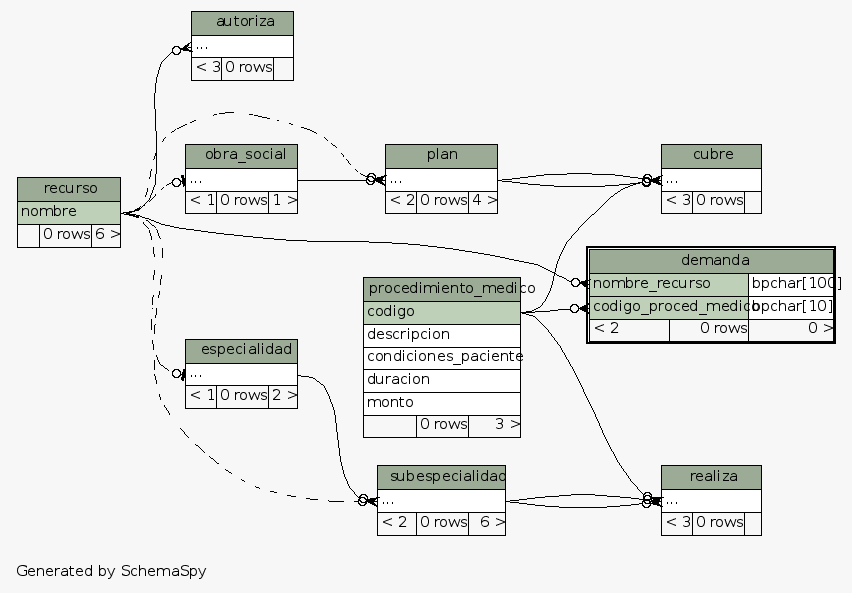 autoriza
...
< 3 0 rows
obra_social
...
< 1 0 rows 1 >
plan
...
< 2 0 rows 4 >
cubre
...
< 3 0 rows
recurso
nombre
0 rows 6 >
demanda
nombre_recurso bpchar[100]
codigo_proced_medico bpchar[10]
< 2 0 rows 0 >
procedimiento_medico
codigo
descripcion
condiciones_paciente
duracion
monto
0 rows 3 >
especialidad
...
< 1 0 rows 2 >
subespecialidad
...
< 2 0 rows 6 >
realiza
...
< 3 0 rows
Generated by SchemaSpy